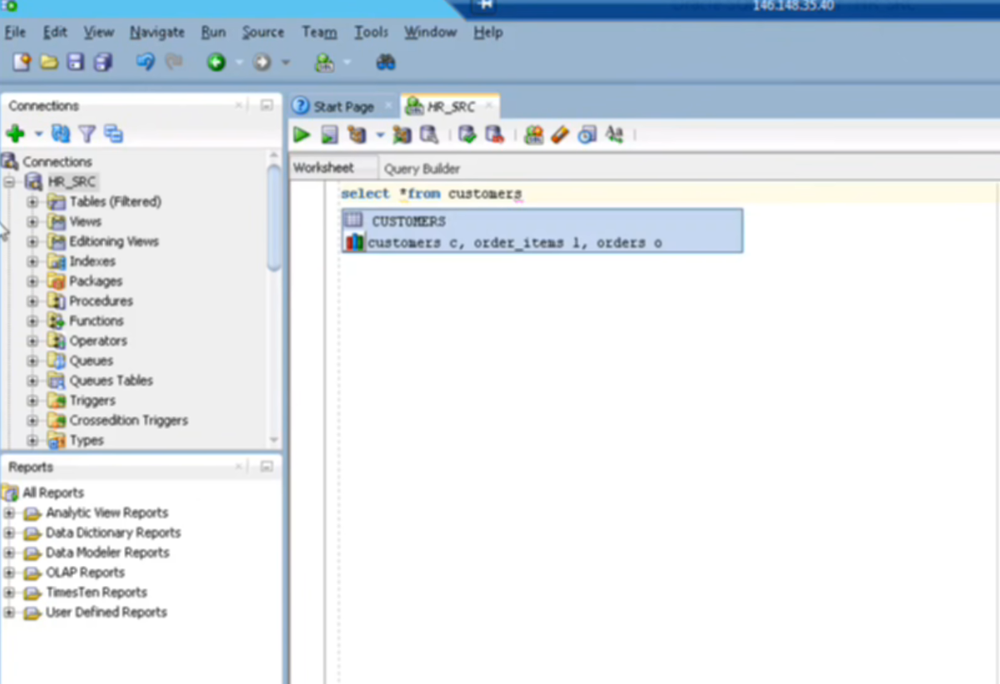 146.148.35.40
File Edit View Navigate Run Source Team Tools Window Help
Connections
Start Page
HR_SRC
Worksheet
Query Builder
Connections
HR_SRC
Tables (Filtered)
Views
Editioning Views
Indexes
Packages
Procedures
Functions
Operators
Queues
Queues Tables
Triggers
Crossedition Triggers
Types
select *from customers
CUSTOMERS
customers c, order_items l, orders o
Reports
All Reports
Analytic View Reports
Data Dictionary Reports
Data Modeler Reports
OLAP Reports
TimesTen Reports
User Defined Reports